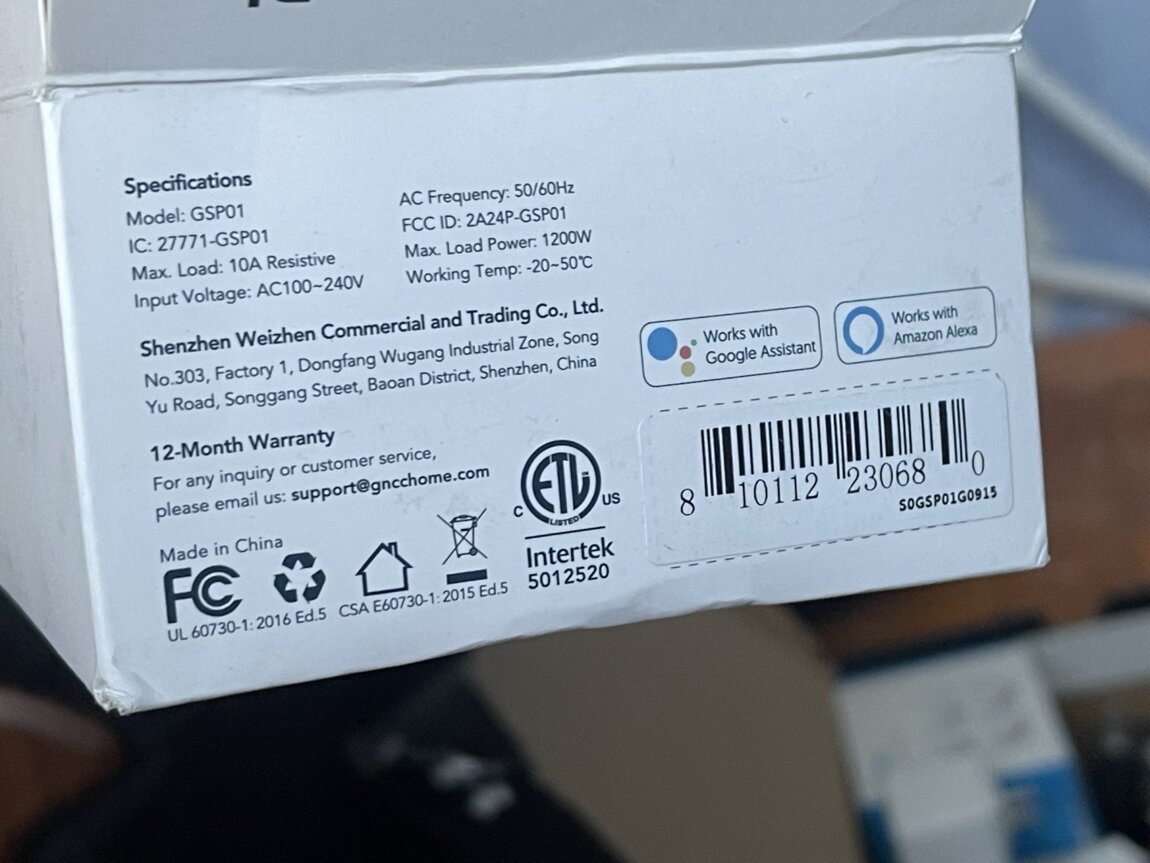 Specifications
Model: GSP01
IC: 27771-GSP01
Max. Load: 10A Resistive
Input Voltage: AC100~240V
AC Frequency: 50/60Hz
FCC ID: 2A24P-GSP01
Max. Load Power: 1200W
Working Temp: -20~50℃
Shenzhen Weizhen Commercial and Trading Co., Ltd.
No.303, Factory 1, Dongfang Wugang Industrial Zone, Song
Yu Road, Songgang Street, Baoan District, Shenzhen, China
Works with
Google Assistant
Works with
Amazon Alexa
12-Month Warranty
For any inquiry or customer service,
please email us: support@gncchome.com
Made in China
FC
UL 60730-1: 2016 Ed.5 CSA E60730-1: 2015 Ed.5
ETL
LISTED
C US
Intertek
5012520
8 10112 23068 0
S0GSP01G0915